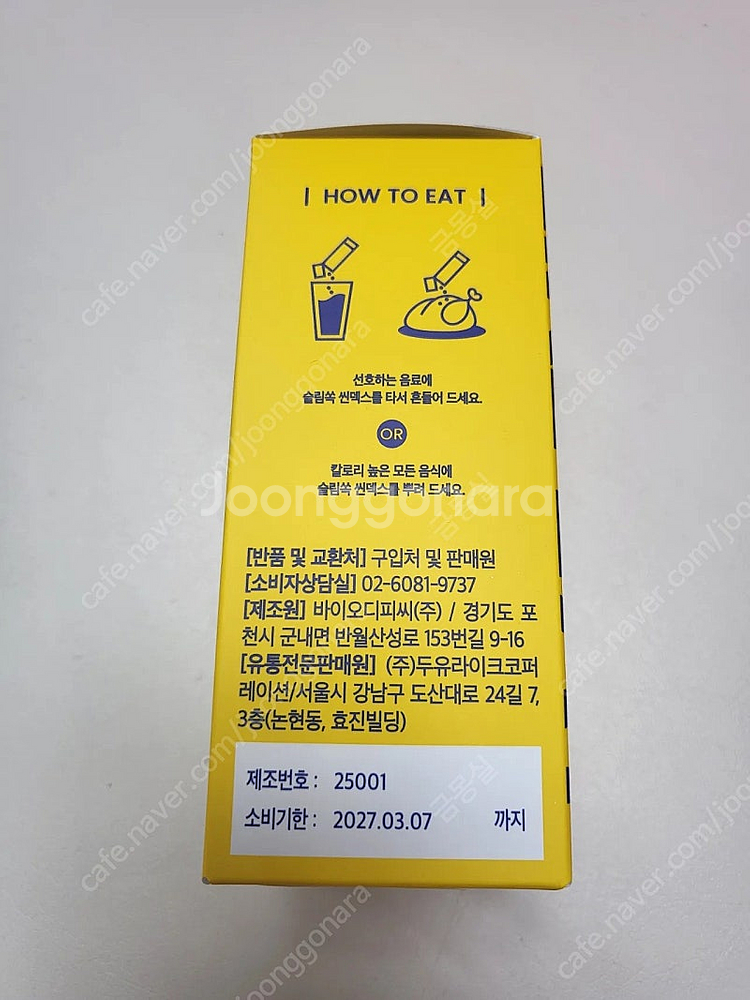 | HOW TO EAT |
선호하는 음료에
슬림쏙 씬덱스를 타서 흔들어 드세요.
OR
칼로리 높은 모든 음식에
슬림쏙 씬덱스를 뿌려 드세요.
Joonggonara
[반품 및 교환처] 구입처 및 판매원
[소비자상담실] 02-6081-9737
[제조원] 바이오디피씨(주) / 경기도 포
천시 군내면 반월산성로 153번길 9-16
[유통전문판매원] (주)두유라이크코퍼
레이션/서울시 강남구 도산대로 24길 7,
3층(논현동, 효진빌딩)
제조번호 : 25001
소비기한 : 2027.03.07 까지
cafe.naver.com/joonggonara
금몽실